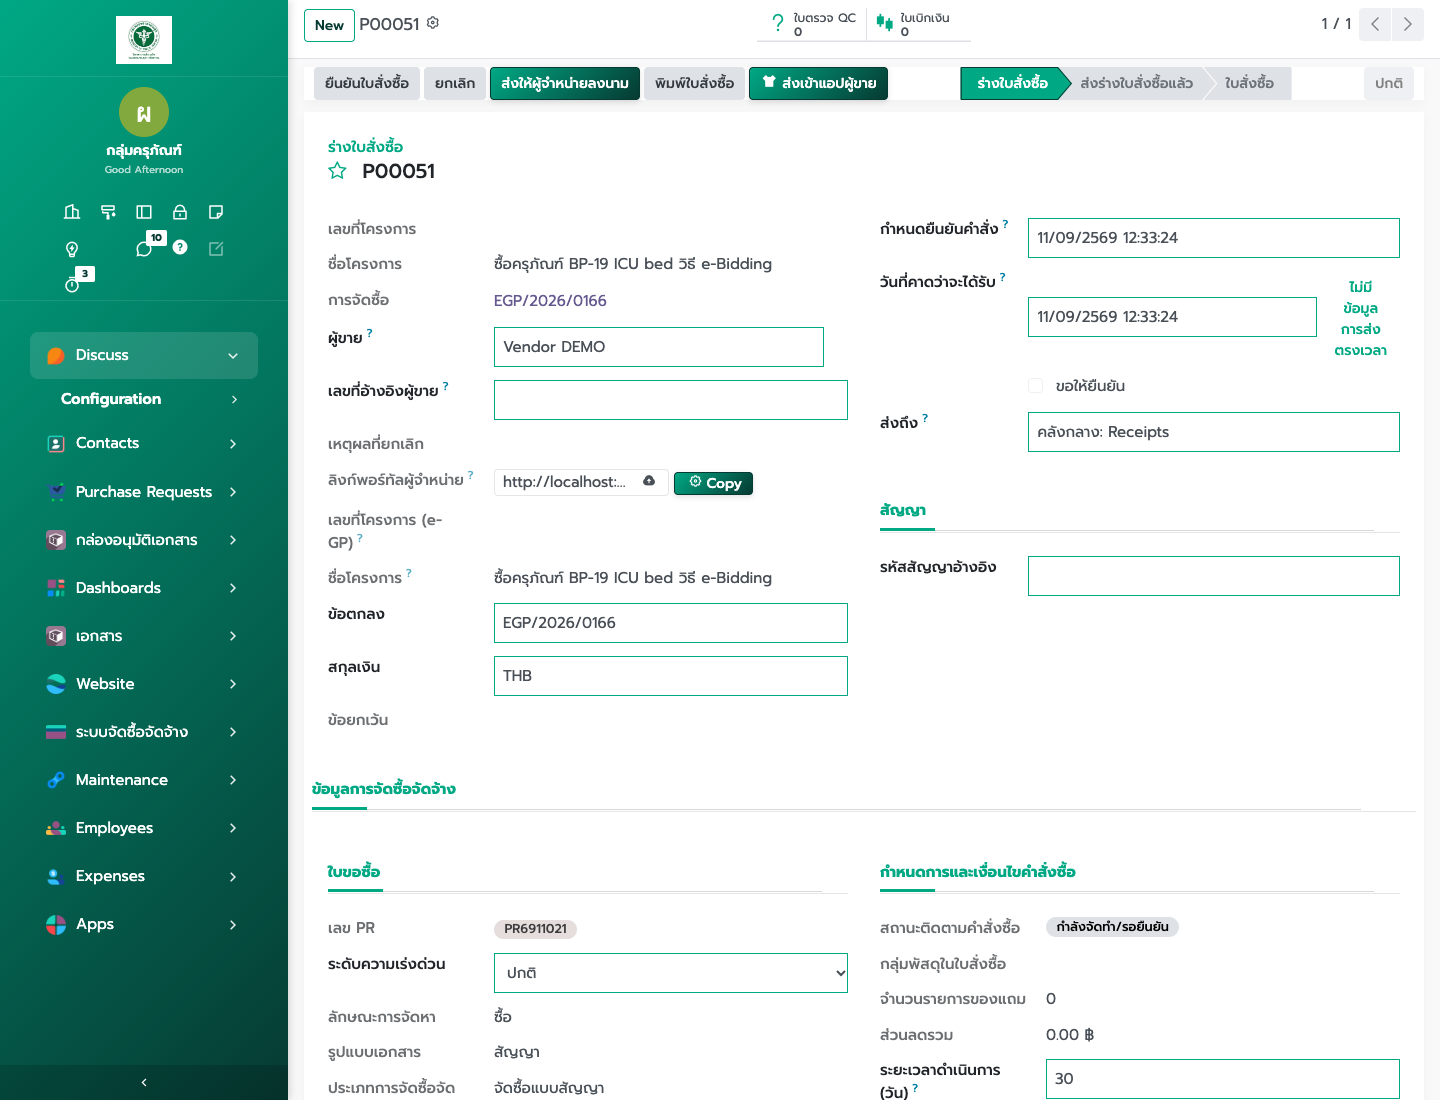 New P00051
ใบตรวจ QC
0
ใบเบิกเงิน
0
1 / 1
ยืนยันใบสั่งซื้อ
ยกเลิก
ส่งให้ผู้จำหน่ายลงนาม
พิมพ์ใบสั่งซื้อ
ส่งเข้าแอปผู้ขาย
ร่างใบสั่งซื้อ
ส่งร่างใบสั่งซื้อแล้ว
ใบสั่งซื้อ
ปกติ
ผ
กลุ่มครุภัณฑ์
Good Afternoon
10
?
3
Discuss
Configuration
Contacts
Purchase Requests
กล่องอนุมัติเอกสาร
Dashboards
เอกสาร
Website
ระบบจัดซื้อจัดจ้าง
Maintenance
Employees
Expenses
Apps
ร่างใบสั่งซื้อ
P00051
เลขที่โครงการ
ชื่อโครงการ ซื้อครุภัณฑ์ BP-19 ICU bed วิธี e-Bidding
การจัดซื้อ EGP/2026/0166
ผู้ขาย ? Vendor DEMO
เลขที่อ้างอิงผู้ขาย ?
เหตุผลที่ยกเลิก
ลิงก์พอร์ทัลผู้จำหน่าย ? http://localhost:... Copy
เลขที่โครงการ (e-
GP) ?
ชื่อโครงการ ? ซื้อครุภัณฑ์ BP-19 ICU bed วิธี e-Bidding
ข้อตกลง EGP/2026/0166
สกุลเงิน THB
ข้อยกเว้น
กำหนดยืนยันคำสั่ง ? 11/09/2569 12:33:24
วันที่คาดว่าจะได้รับ ? 11/09/2569 12:33:24
ไม่มี
ข้อมูล
การส่ง
ตรงเวลา
ขอให้ยืนยัน
ส่งถึง ? คลังกลาง: Receipts
สัญญา
รหัสสัญญาอ้างอิง
ข้อมูลการจัดซื้อจัดจ้าง
ใบขอซื้อ
เลข PR PR6911021
ระดับความเร่งด่วน ปกติ
ลักษณะการจัดหา ซื้อ
รูปแบบเอกสาร สัญญา
ประเภทการจัดซื้อจัด จัดซื้อแบบสัญญา
กำหนดการและเงื่อนไขคำสั่งซื้อ
สถานะติดตามคำสั่งซื้อ กำลังจัดทำ/รอยืนยัน
กลุ่มพัสดุในใบสั่งซื้อ
จำนวนรายการของแถม 0
ส่วนลดรวม 0.00 ฿
ระยะเวลาดำเนินการ
(วัน) ? 30